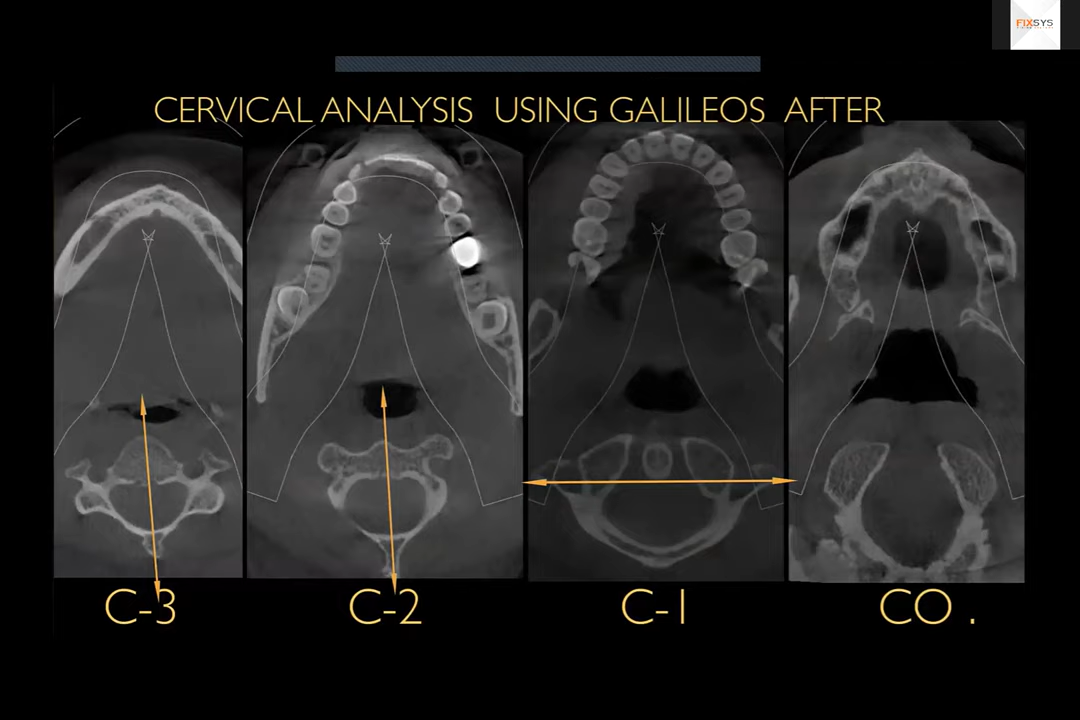 FIXSYS
CERVICAL ANALYSIS USING GALILEOS AFTER
C-3
C-2
C-1
CO .